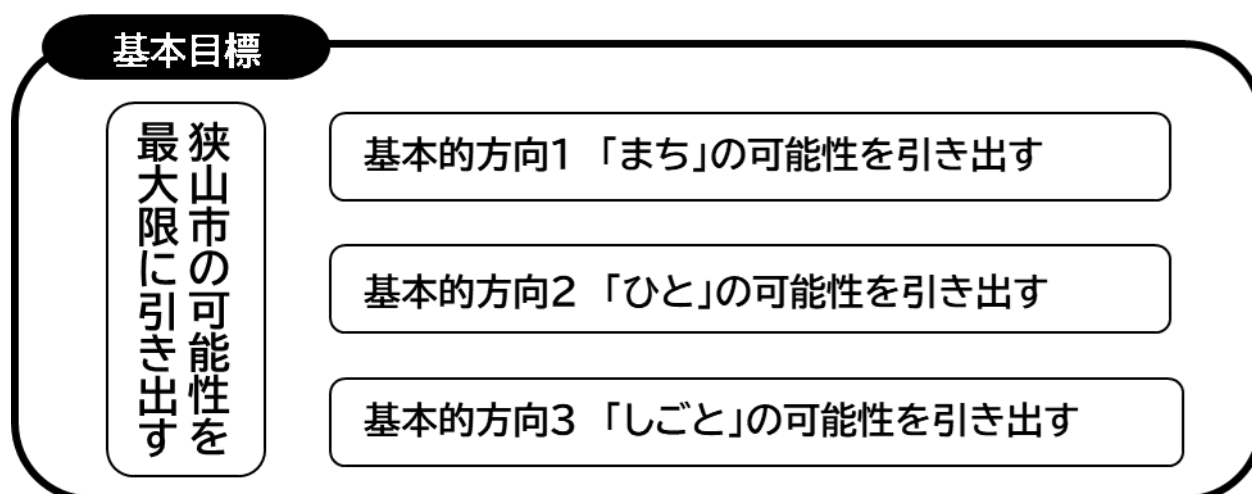 基本目標
狭山市の可能性を
最大限に引き出す
基本的方向1 「まち」の可能性を引き出す
基本的方向2 「ひと」の可能性を引き出す
基本的方向3 「しごと」の可能性を引き出す